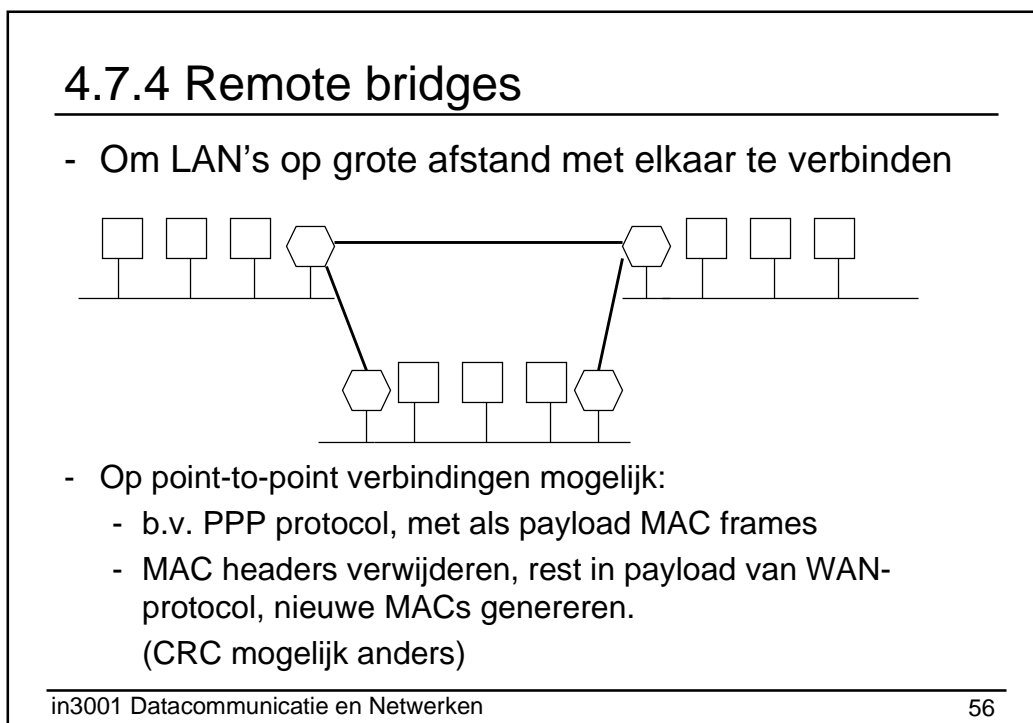 4.7.4 Remote bridges
- Om LAN's op grote afstand met elkaar te verbinden
- Op point-to-point verbindingen mogelijk:
- b.v. PPP protocol, met als payload MAC frames
- MAC headers verwijderen, rest in payload van WAN-
protocol, nieuwe MACs genereren.
(CRC mogelijk anders)
in3001 Datacommunicatie en Netwerken 56